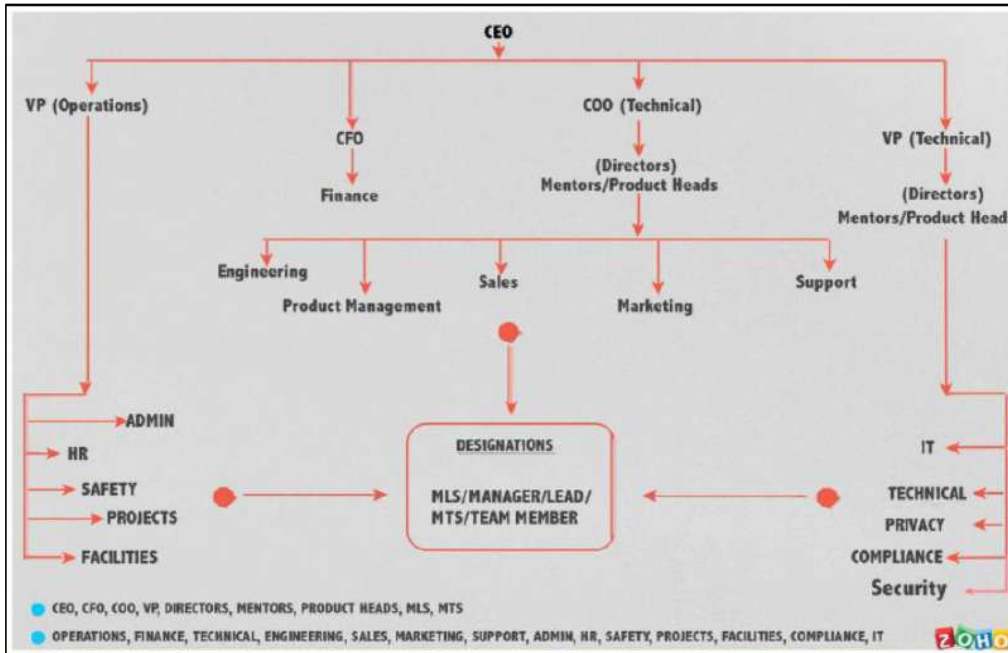 CEO
VP (Operations)
CFO
COO (Technical)
VP (Technical)
Finance
(Directors)
Mentors/Product Heads
(Directors)
Mentors/Product Head
Engineering
Product Management
Sales
Marketing
Support
ADMIN
HR
SAFETY
PROJECTS
FACILITIES
DESIGNATIONS
MLS/MANAGER/LEAD/
MTS/TEAM MEMBER
IT
TECHNICAL
PRIVACY
COMPLIANCE
Security
CEO, CFO, COO, VP, DIRECTORS, MENTORS, PRODUCT HEADS, MLS, MTS
OPERATIONS, FINANCE, TECHNICAL, ENGINEERING, SALES, MARKETING, SUPPORT, ADMIN, HR, SAFETY, PROJECTS, FACILITIES, COMPLIANCE, IT
ZOHO